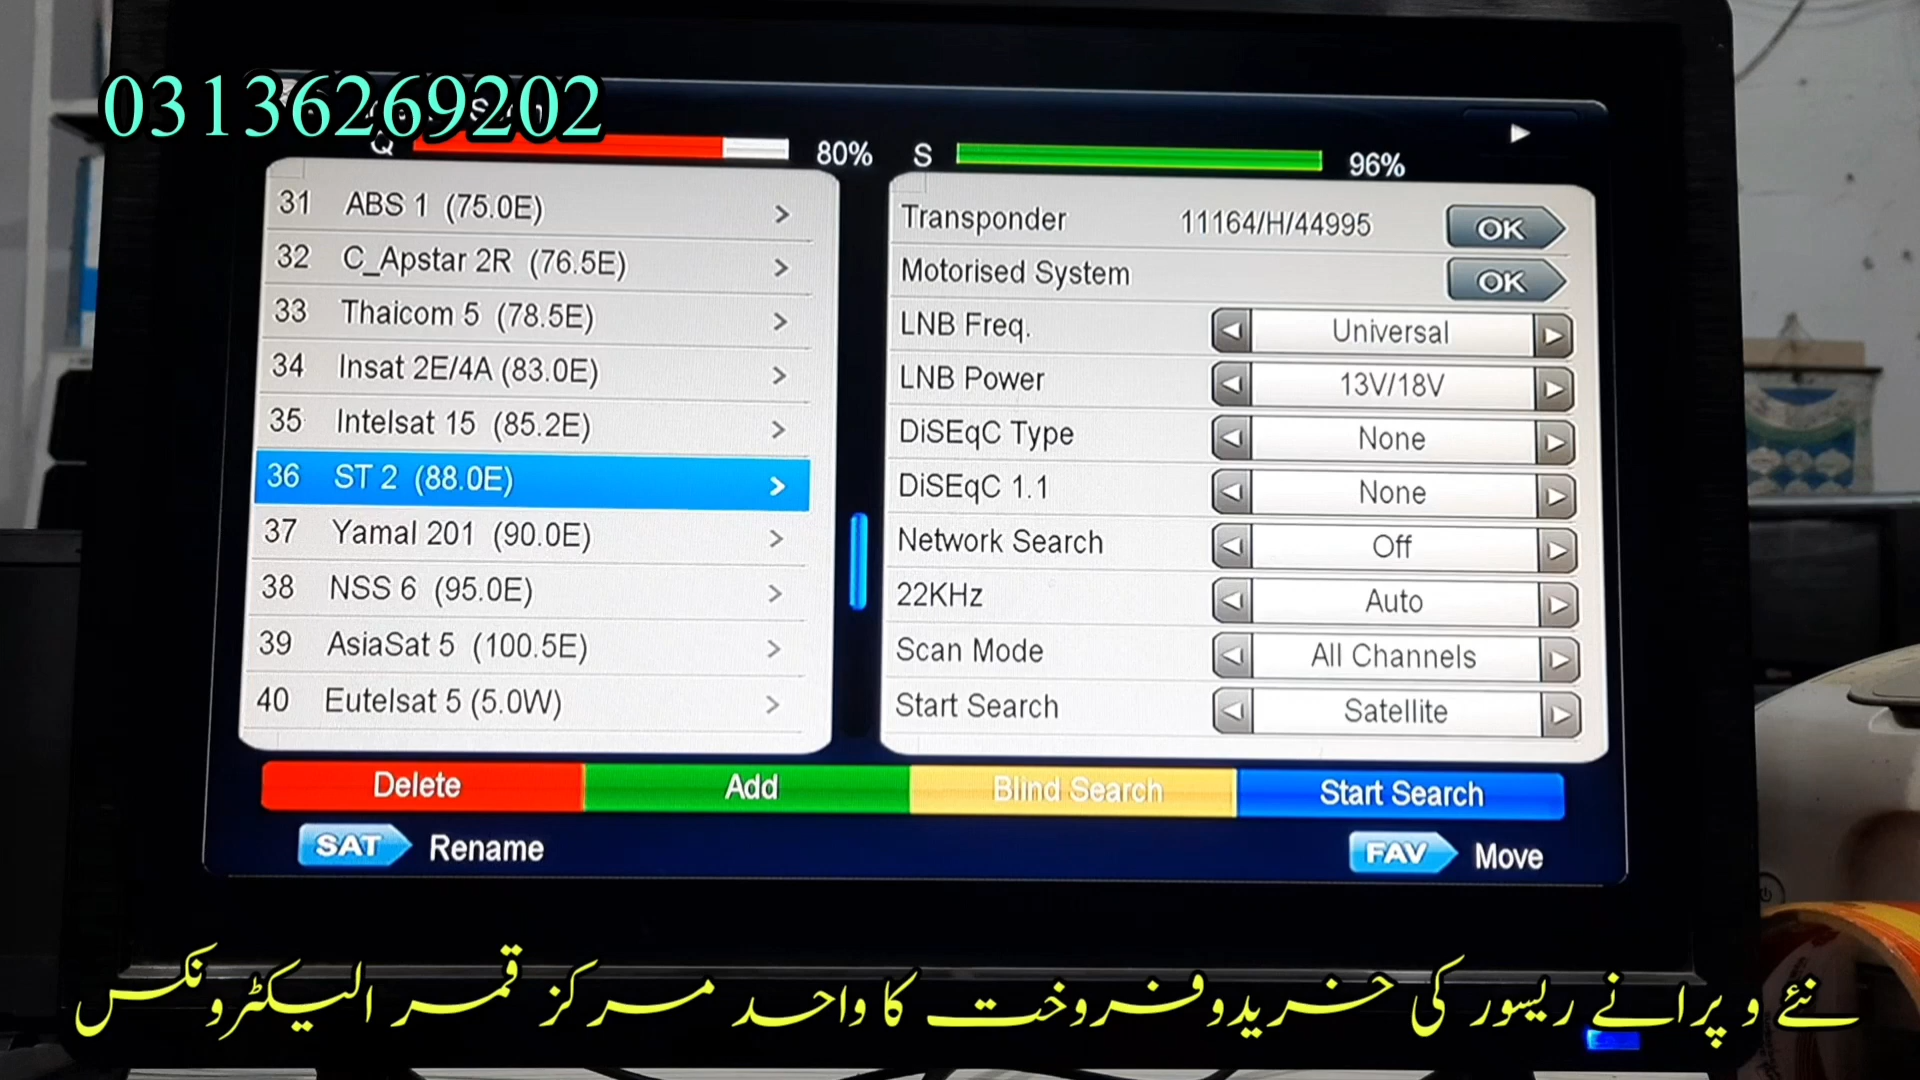 03136269202
Q 80% S 96%
31 ABS 1 (75.0E) >
32 C_Apstar 2R (76.5E) >
33 Thaicom 5 (78.5E) >
34 Insat 2E/4A (83.0E) >
35 Intelsat 15 (85.2E) >
36 ST 2 (88.0E) >
37 Yamal 201 (90.0E) >
38 NSS 6 (95.0E) >
39 AsiaSat 5 (100.5E) >
40 Eutelsat 5 (5.0W) >
Transponder 11164/H/44995 OK
Motorised System OK
LNB Freq. Universal
LNB Power 13V/18V
DiSEqC Type None
DiSEqC 1.1 None
Network Search Off
22KHz Auto
Scan Mode All Channels
Start Search Satellite
Delete Add Blind Search Start Search
SAT Rename FAV Move
نئے و پرانے ریسور کی خریدوفروخت کا واحد مرکز قمر الیکٹرونکس